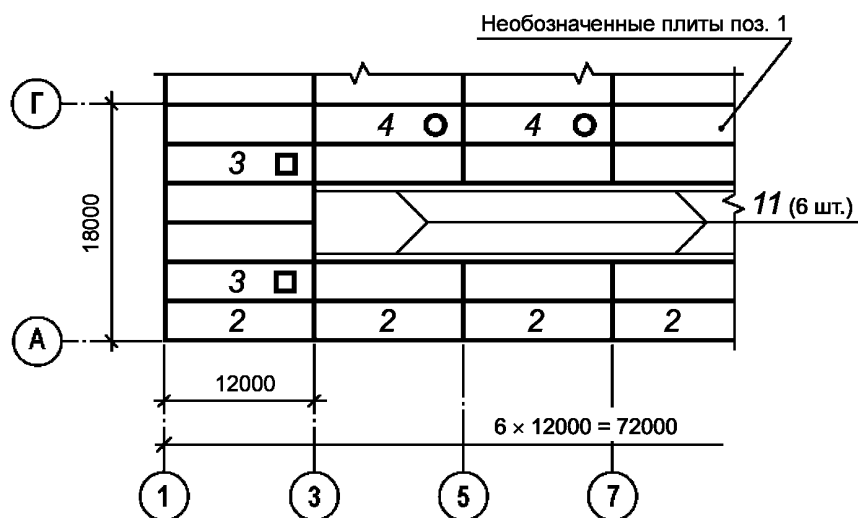 Необозначенные плиты поз. 1
Г
4 4
3
18000
11 (6 шт.)
3
А
2 2 2 2
12000
6 × 12000 = 72000
1 3 5 7